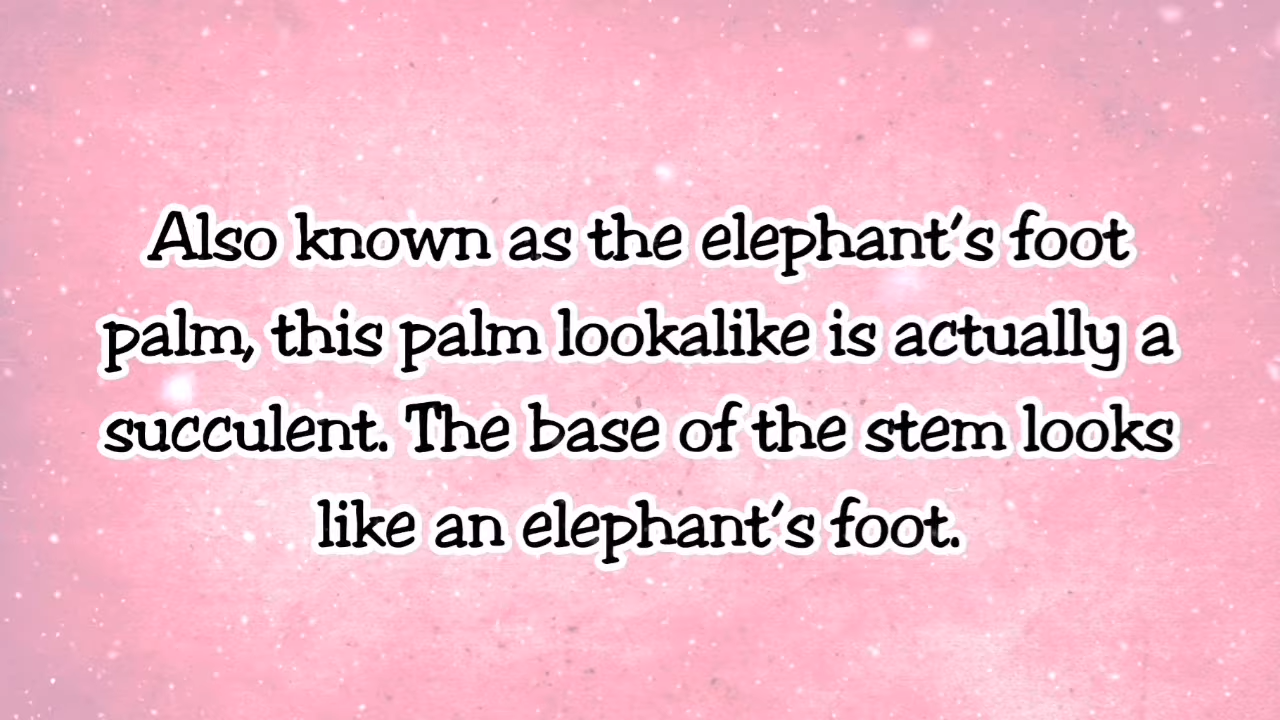 Also known as the elephant's foot
palm, this palm lookalike is actually a
succulent. The base of the stem looks
like an elephant's foot.